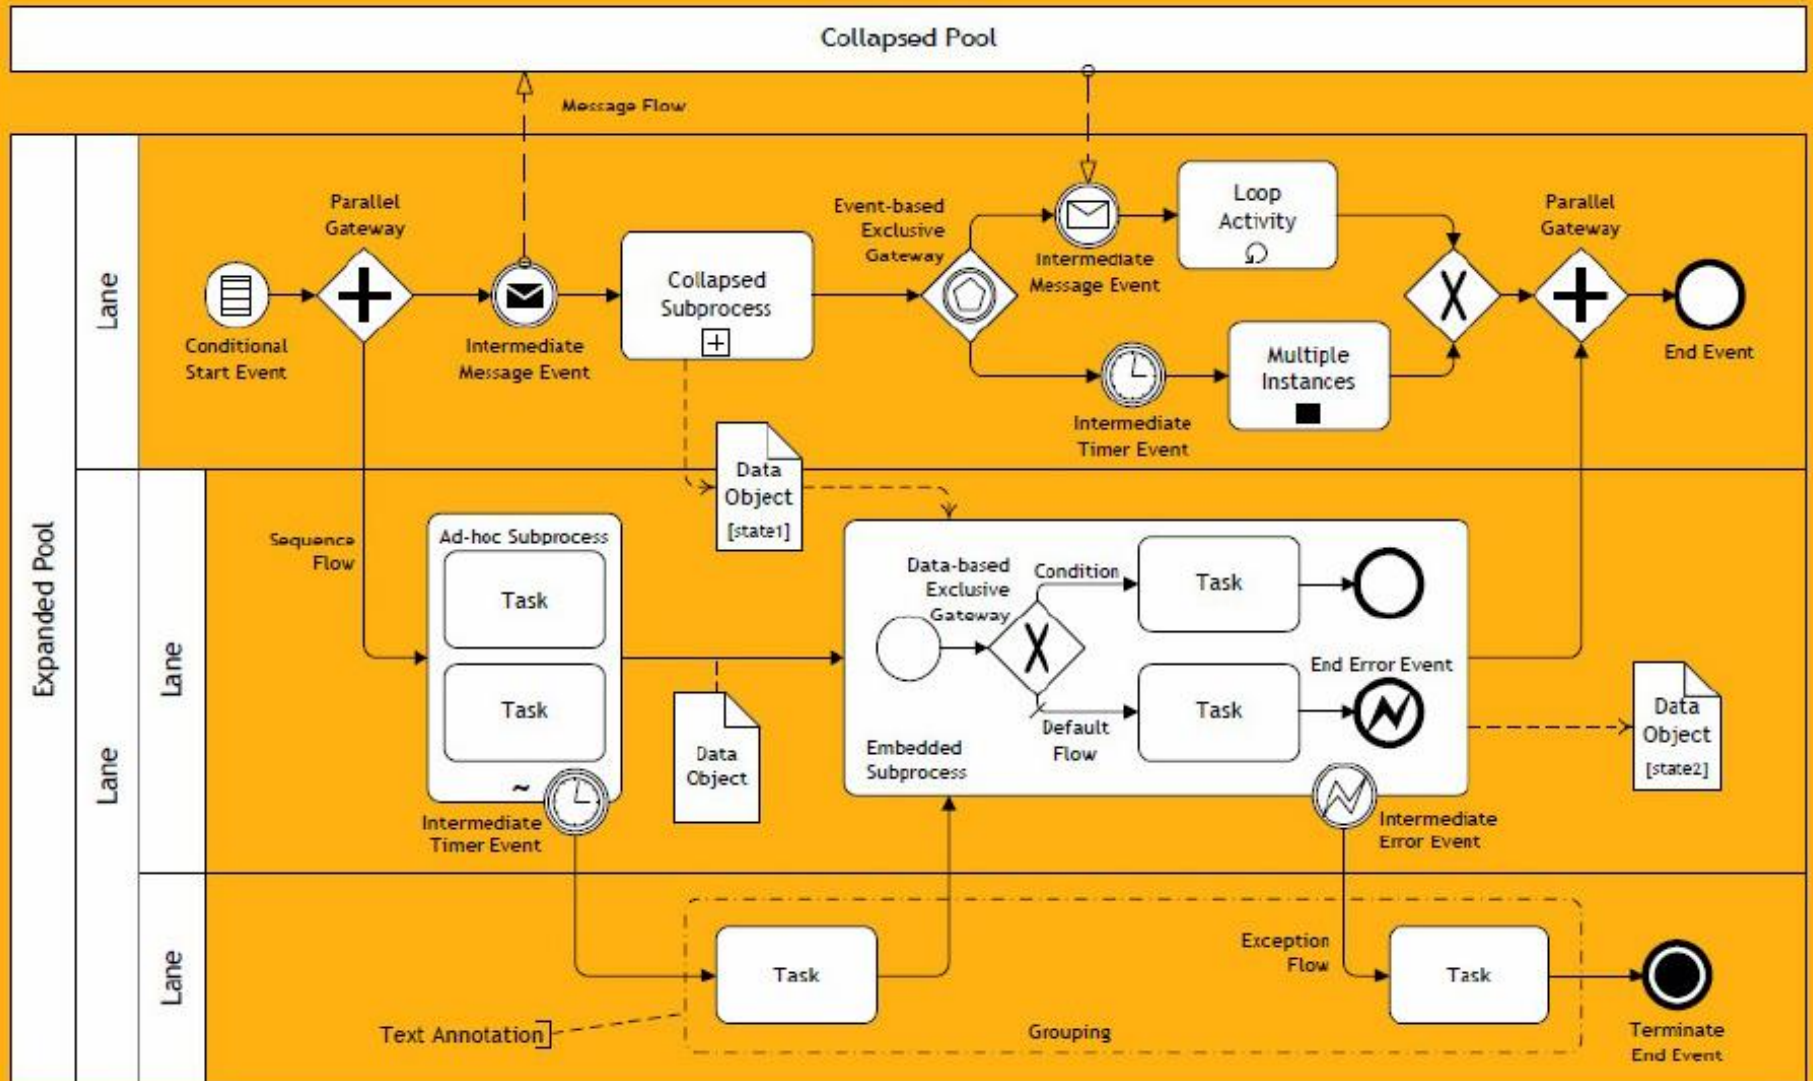 Collapsed Pool
Message Flow
Expanded Pool
Lane
Parallel
Gateway
Conditional
Start Event
Intermediate
Message Event
Collapsed
Subprocess
Event-based
Exclusive
Gateway
Intermediate
Message Event
Loop
Activity
Intermediate
Timer Event
Multiple
Instances
Parallel
Gateway
End Event
Data
Object
[state1]
Lane
Lane
Sequence
Flow
Ad-hoc Subprocess
Task
Task
Intermediate
Timer Event
Data
Object
Data-based
Exclusive
Gateway
Condition
Task
Default
Flow
Task
End Error Event
Embedded
Subprocess
Intermediate
Error Event
Data
Object
[state2]
Lane
Task
Exception
Flow
Task
Text Annotation
Grouping
Terminate
End Event